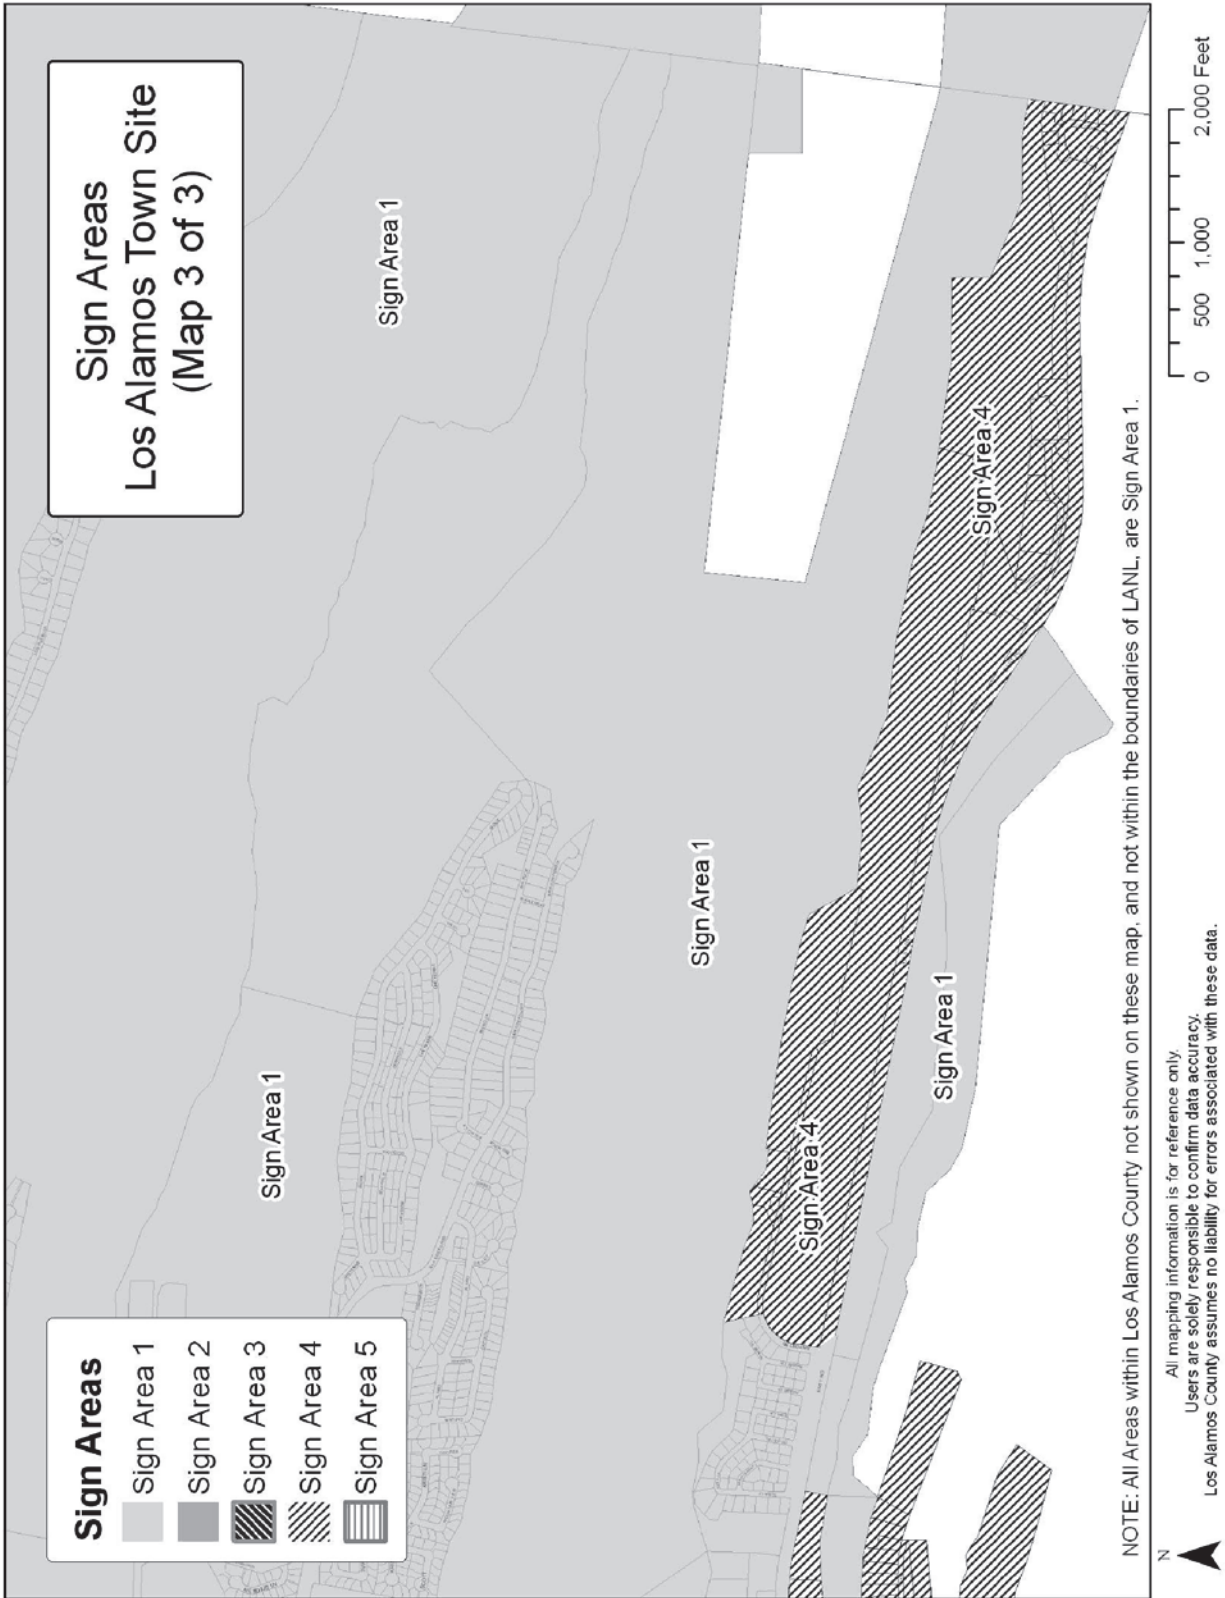 Sign Areas
Los Alamos Town Site
(Map 3 of 3)
Sign Area 1
Sign Area 1
Sign Area 1
Sign Area 4
Sign Area 4
Sign Area 1
Sign Areas
Sign Area 1
Sign Area 2
Sign Area 3
Sign Area 4
Sign Area 5
NOTE: All Areas within Los Alamos County not shown on these map, and not within the boundaries of LANL, are Sign Area 1.
N
All mapping information is for reference only.
Users are solely responsible to confirm data accuracy.
Los Alamos County assumes no liability for errors associated with these data.
0 500 1,000 2,000 Feet